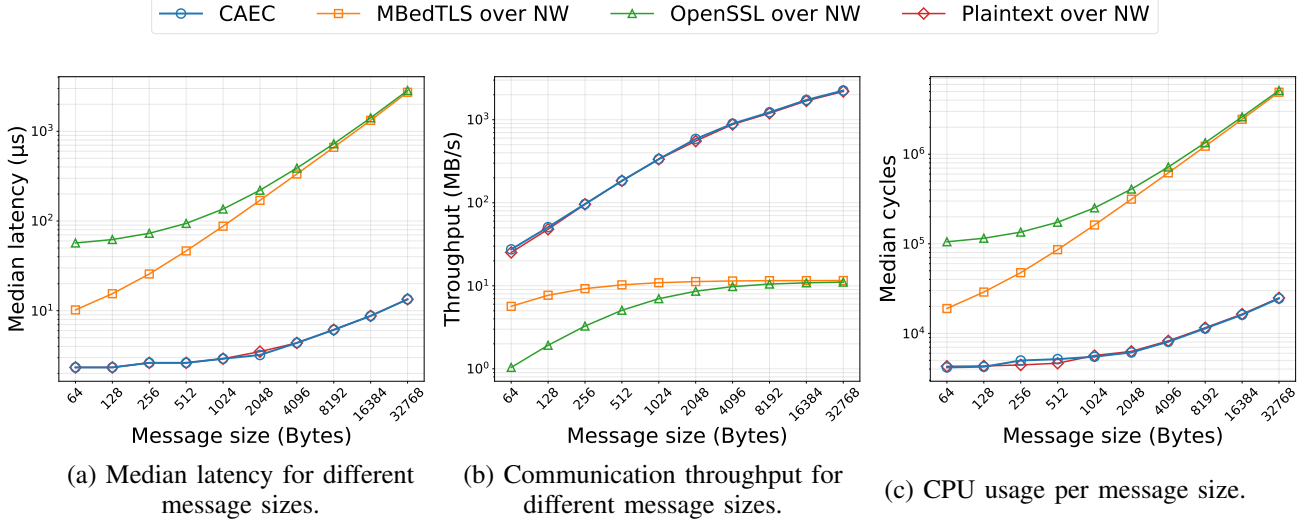 CAEC MBedTLS over NW OpenSSL over NW Plaintext over NW
Median latency (µs)
10³
10²
10¹
64 128 256 512 1024 2048 4096 8192 16384 32768
Message size (Bytes)
(a) Median latency for different
message sizes.
Throughput (MB/s)
10³
10²
10¹
10⁰
64 128 256 512 1024 2048 4096 8192 16384 32768
Message size (Bytes)
(b) Communication throughput for
different message sizes.
Median cycles
10⁶
10⁵
10⁴
64 128 256 512 1024 2048 4096 8192 16384 32768
Message size (Bytes)
(c) CPU usage per message size.